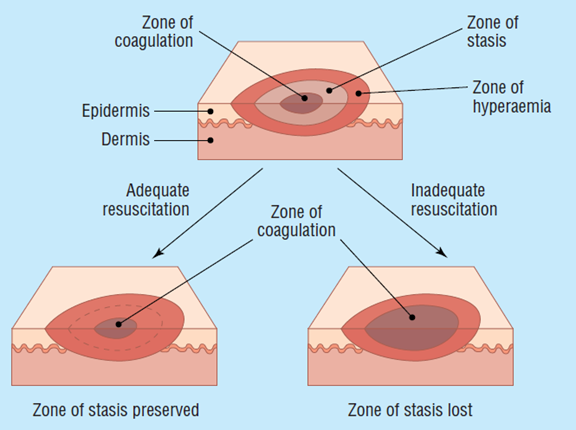 Zone of
coagulation
Zone of
stasis
Zone of
hyperaemia
Epidermis
Dermis
Adequate
resuscitation
Inadequate
resuscitation
Zone of
coagulation
Zone of stasis preserved
Zone of stasis lost